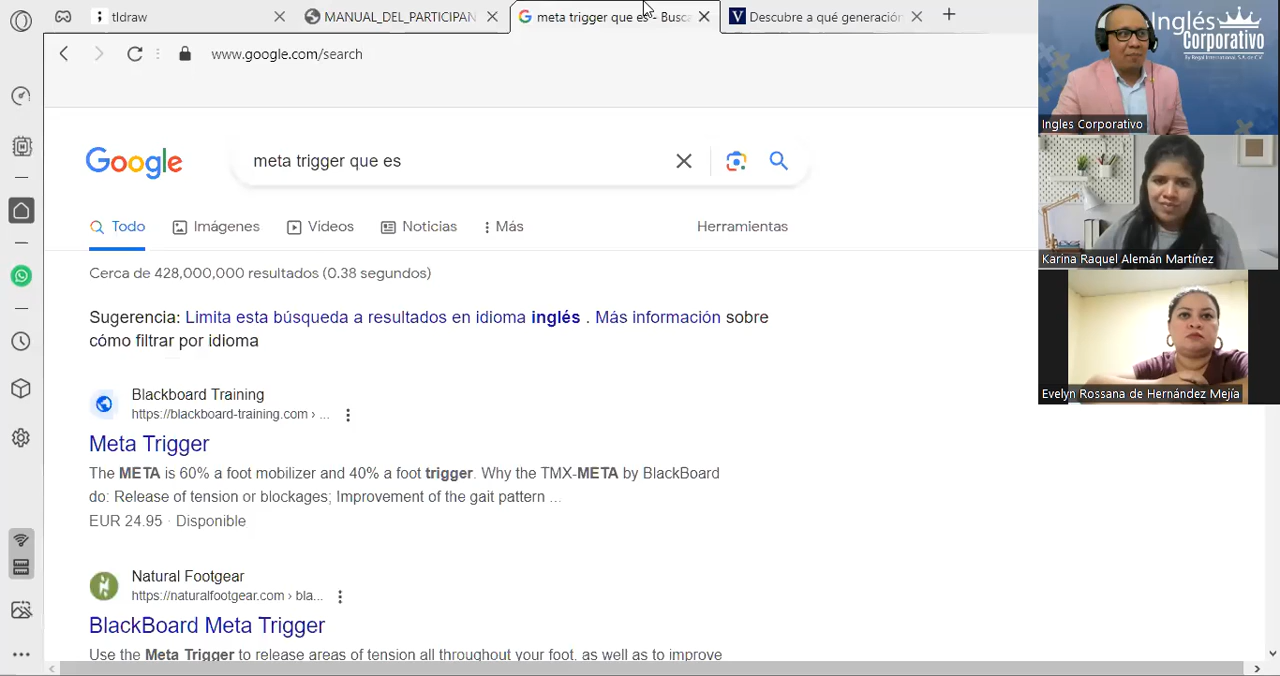 tldraw
MANUAL_DEL_PARTICIPAN
meta trigger que es - Busca
Descubre a qué generación
www.google.com/search
Google
meta trigger que es
Todo
Imágenes
Vídeos
Noticias
Más
Herramientas
Cerca de 428,000,000 resultados (0.38 segundos)
Sugerencia: Limita esta búsqueda a resultados en idioma inglés . Más información sobre
cómo filtrar por idioma
Blackboard Training
https://blackboard-training.com › ...
Meta Trigger
The META is 60% a foot mobilizer and 40% a foot trigger. Why the TMX-META by BlackBoard
do: Release of tension or blockages; Improvement of the gait pattern ...
EUR 24.95 · Disponible
Natural Footgear
https://naturalfootgear.com › bla...
BlackBoard Meta Trigger
Use the Meta Trigger to release areas of tension all throughout your foot, as well as to improve
Inglés
Corporativo
By Regal International, S.A. de C.V.
Ingles Corporativo
Karina Raquel Alemán Martínez
Evelyn Rossana de Hernández Mejía